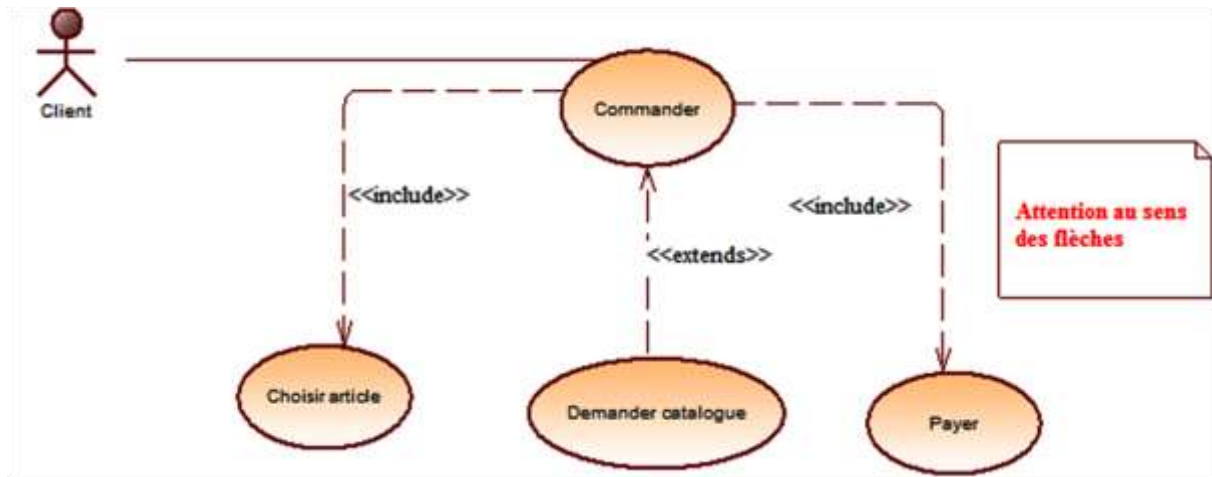 Client
Commander
<<include>>
<<include>>
<<extends>>
Attention au sens
des flèches
Choisir article
Demander catalogue
Payer